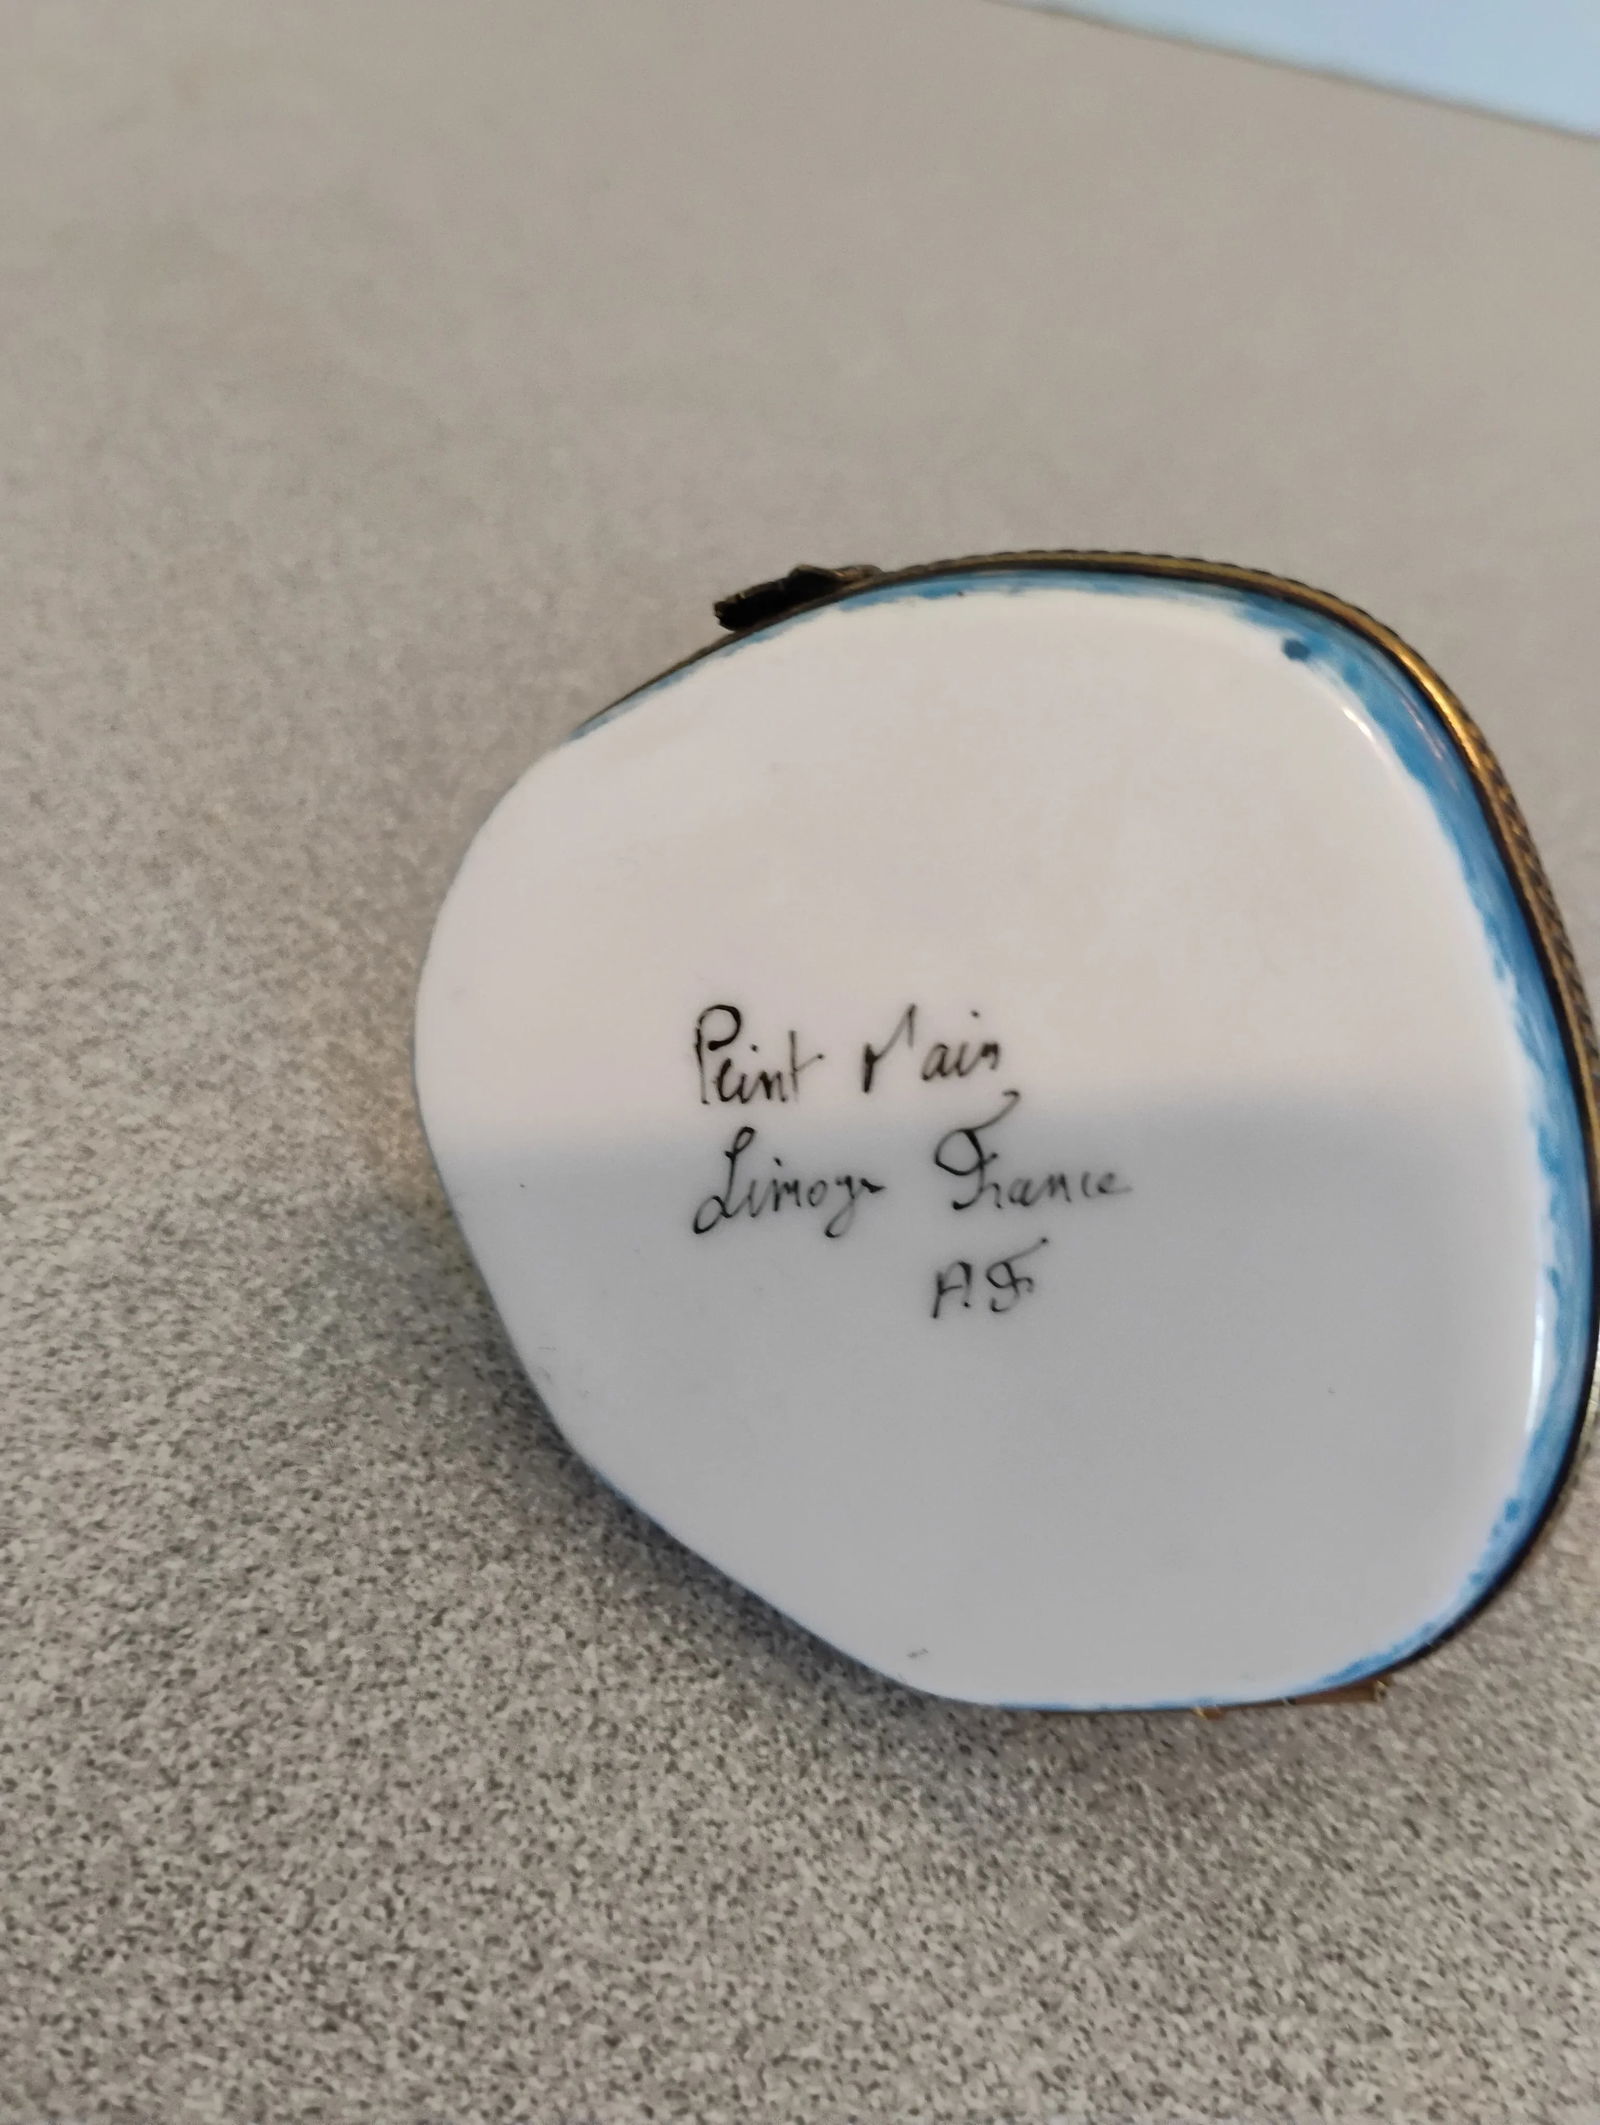 Peint Main
Limoges France
A.F